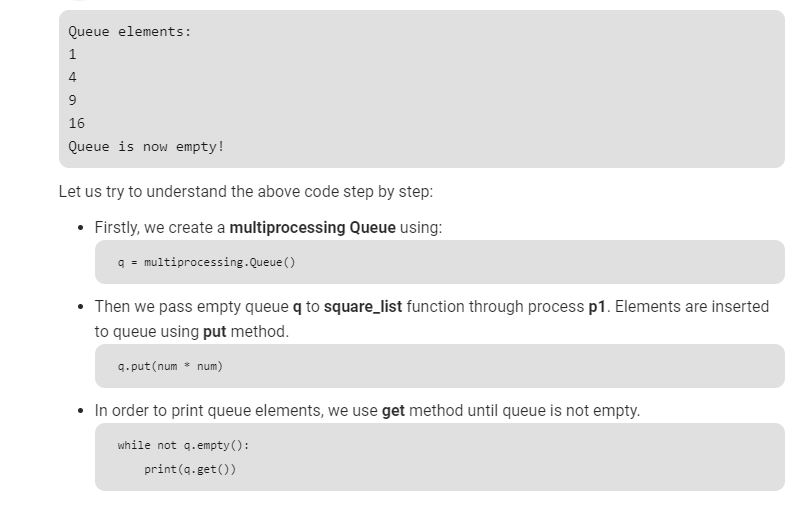 Queue elements:
1
4
9
16
Queue is now empty!
Let us try to understand the above code step by step:
• Firstly, we create a multiprocessing Queue using:
q = multiprocessing.Queue()
• Then we pass empty queue q to square_list function through process p1. Elements are inserted
to queue using put method.
q.put(num * num)
• In order to print queue elements, we use get method until queue is not empty.
while not q.empty():
    print(q.get())